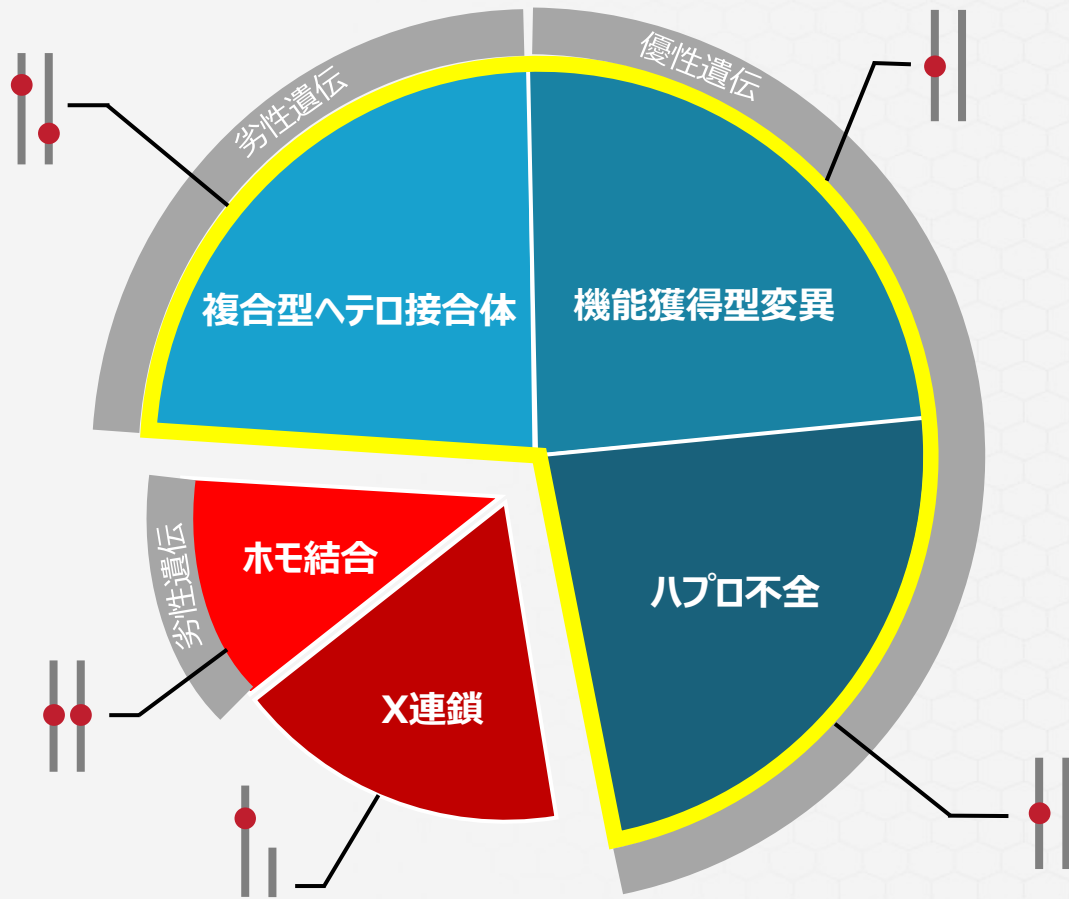 劣性遺伝
優性遺伝
複合型ヘテロ接合体
機能獲得型変異
ホモ結合
劣性遺伝
ハプロ不全
X連鎖